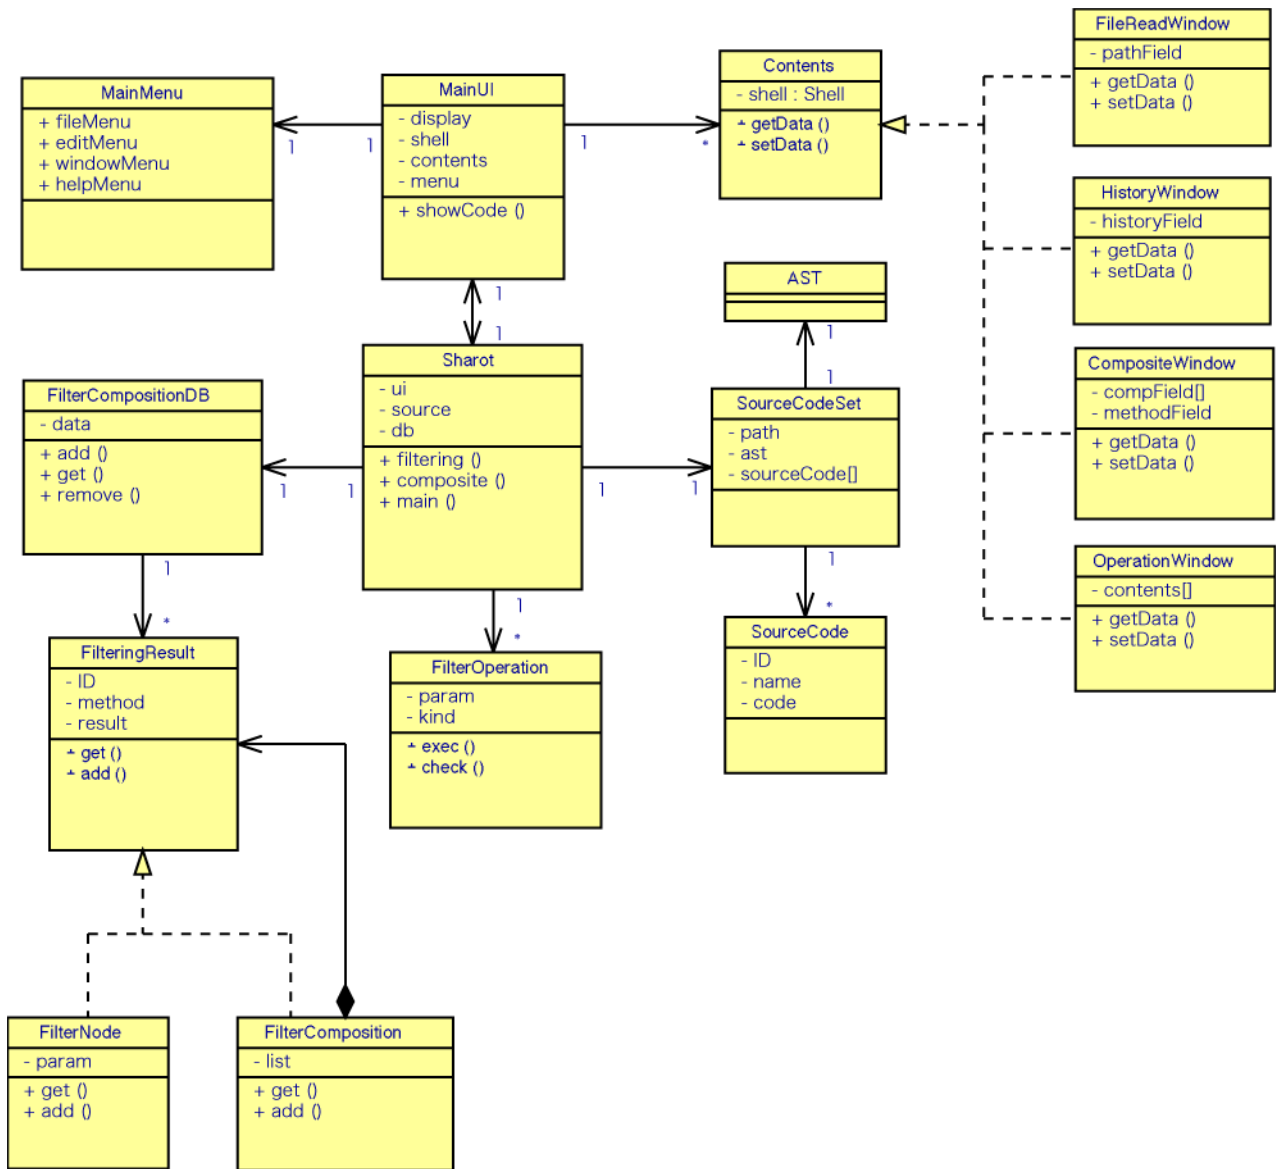 MainMenu
+ fileMenu
+ editMenu
+ windowMenu
+ helpMenu
1
1
MainUI
- display
- shell
- contents
- menu
+ showCode ()
1
*
Contents
- shell : Shell
+ getData ()
+ setData ()
FileReadWindow
- pathField
+ getData ()
+ setData ()
HistoryWindow
- historyField
+ getData ()
+ setData ()
CompositeWindow
- compField[]
- methodField
+ getData ()
+ setData ()
OperationWindow
- contents[]
+ getData ()
+ setData ()
1
1
AST
1
1
FilterCompositionDB
- data
+ add ()
+ get ()
+ remove ()
1
1
Sharot
- ui
- source
- db
+ filtering ()
+ composite ()
+ main ()
1
1
SourceCodeSet
- path
- ast
- sourceCode[]
1
*
1
*
1
*
FilteringResult
- ID
- method
- result
+ get ()
+ add ()
FilterOperation
- param
- kind
+ exec ()
+ check ()
SourceCode
- ID
- name
- code
FilterNode
- param
+ get ()
+ add ()
FilterComposition
- list
+ get ()
+ add ()